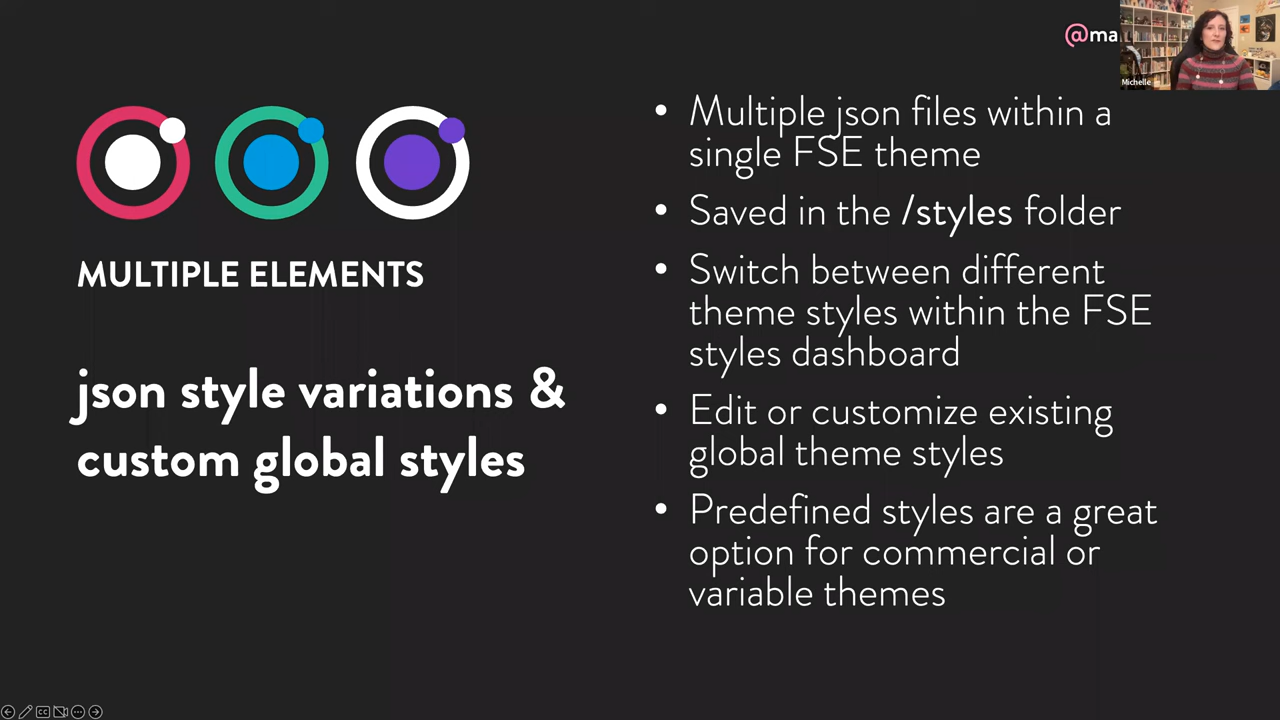 @ma
Michelle
MULTIPLE ELEMENTS
json style variations &
custom global styles
• Multiple json files within a
single FSE theme
• Saved in the /styles folder
• Switch between different
theme styles within the FSE
styles dashboard
• Edit or customize existing
global theme styles
• Predefined styles are a great
option for commercial or
variable themes